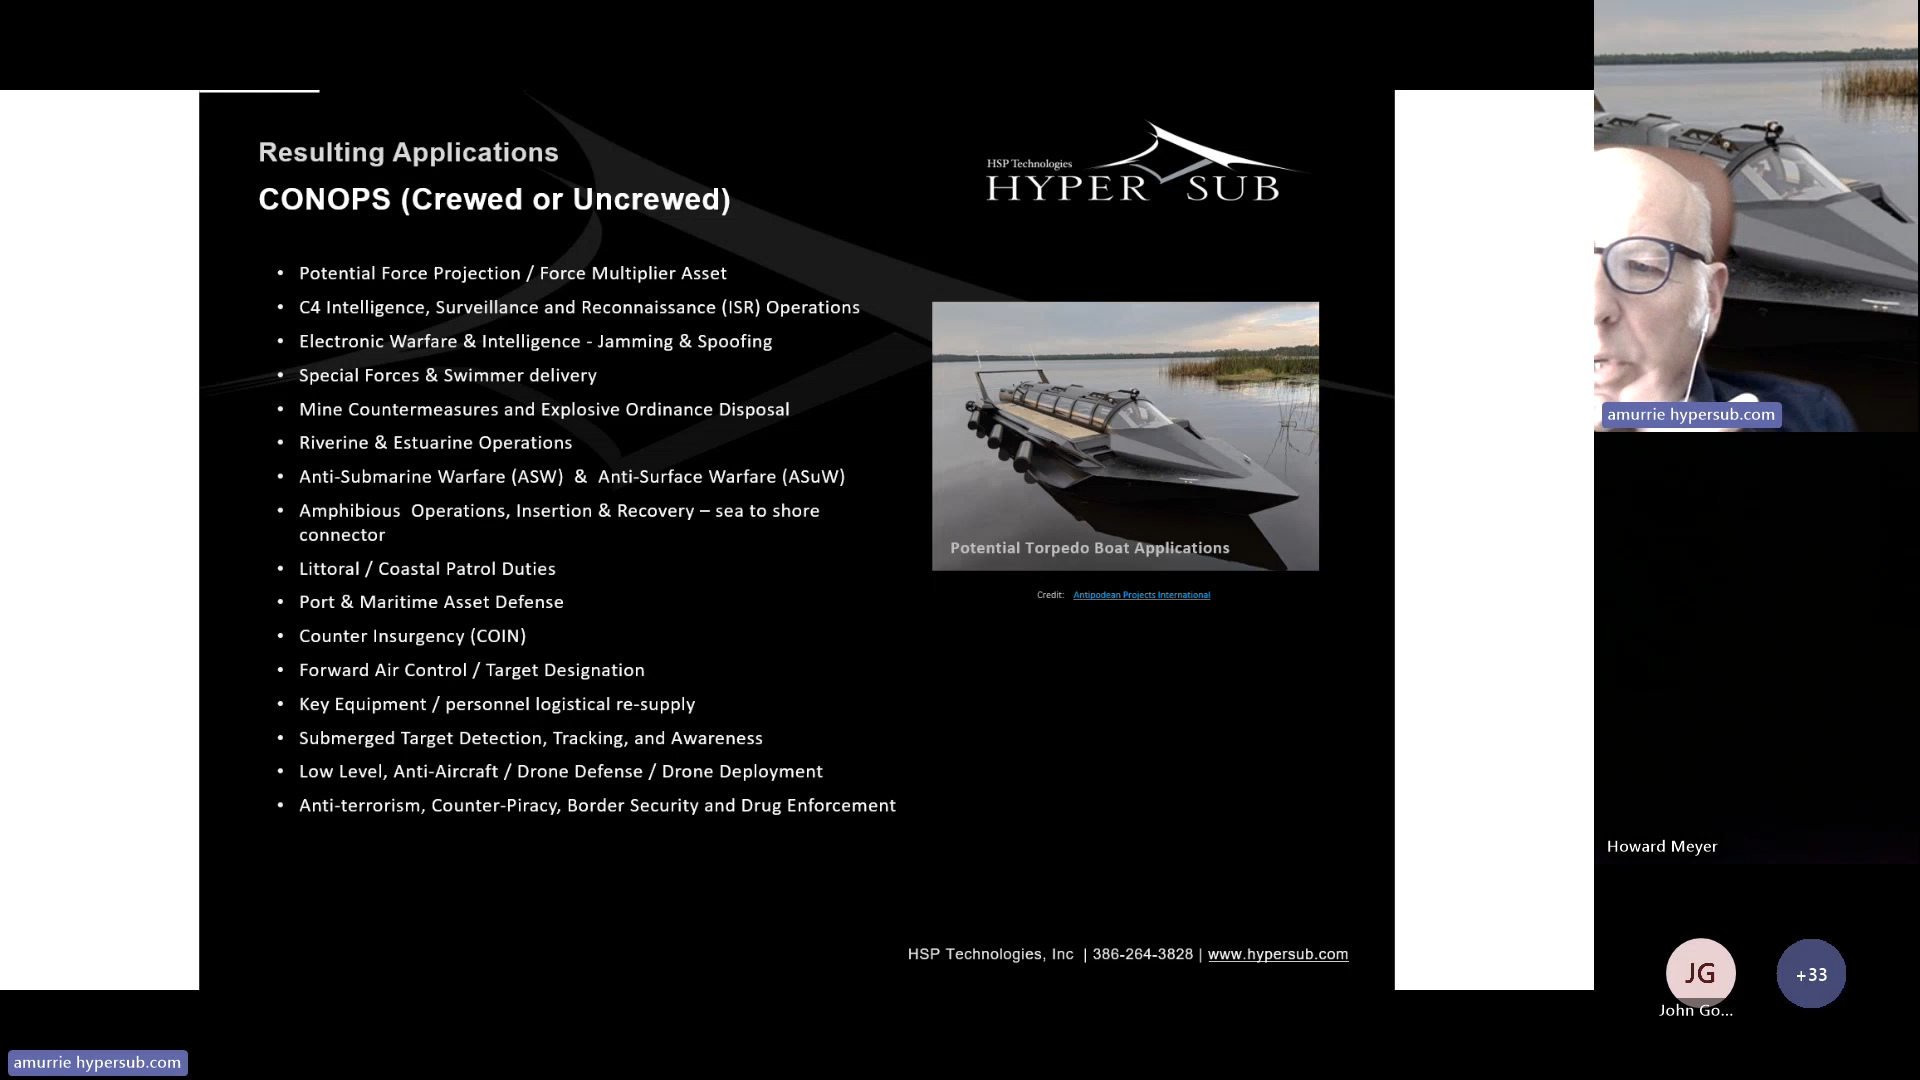 Resulting Applications
CONOPS (Crewed or Uncrewed)
HSP Technologies
HYPER SUB
• Potential Force Projection / Force Multiplier Asset
• C4 Intelligence, Surveillance and Reconnaissance (ISR) Operations
• Electronic Warfare & Intelligence - Jamming & Spoofing
• Special Forces & Swimmer delivery
• Mine Countermeasures and Explosive Ordinance Disposal
• Riverine & Estuarine Operations
• Anti-Submarine Warfare (ASW) & Anti-Surface Warfare (ASuW)
• Amphibious Operations, Insertion & Recovery – sea to shore
connector
• Littoral / Coastal Patrol Duties
• Port & Maritime Asset Defense
• Counter Insurgency (COIN)
• Forward Air Control / Target Designation
• Key Equipment / personnel logistical re-supply
• Submerged Target Detection, Tracking, and Awareness
• Low Level, Anti-Aircraft / Drone Defense / Drone Deployment
• Anti-terrorism, Counter-Piracy, Border Security and Drug Enforcement
Potential Torpedo Boat Applications
Credit: Antipodean Projects International
HSP Technologies, Inc | 386-264-3828 | www.hypersub.com
amurrie hypersub.com
Howard Meyer
JG
John Go...
+33
amurrie hypersub.com